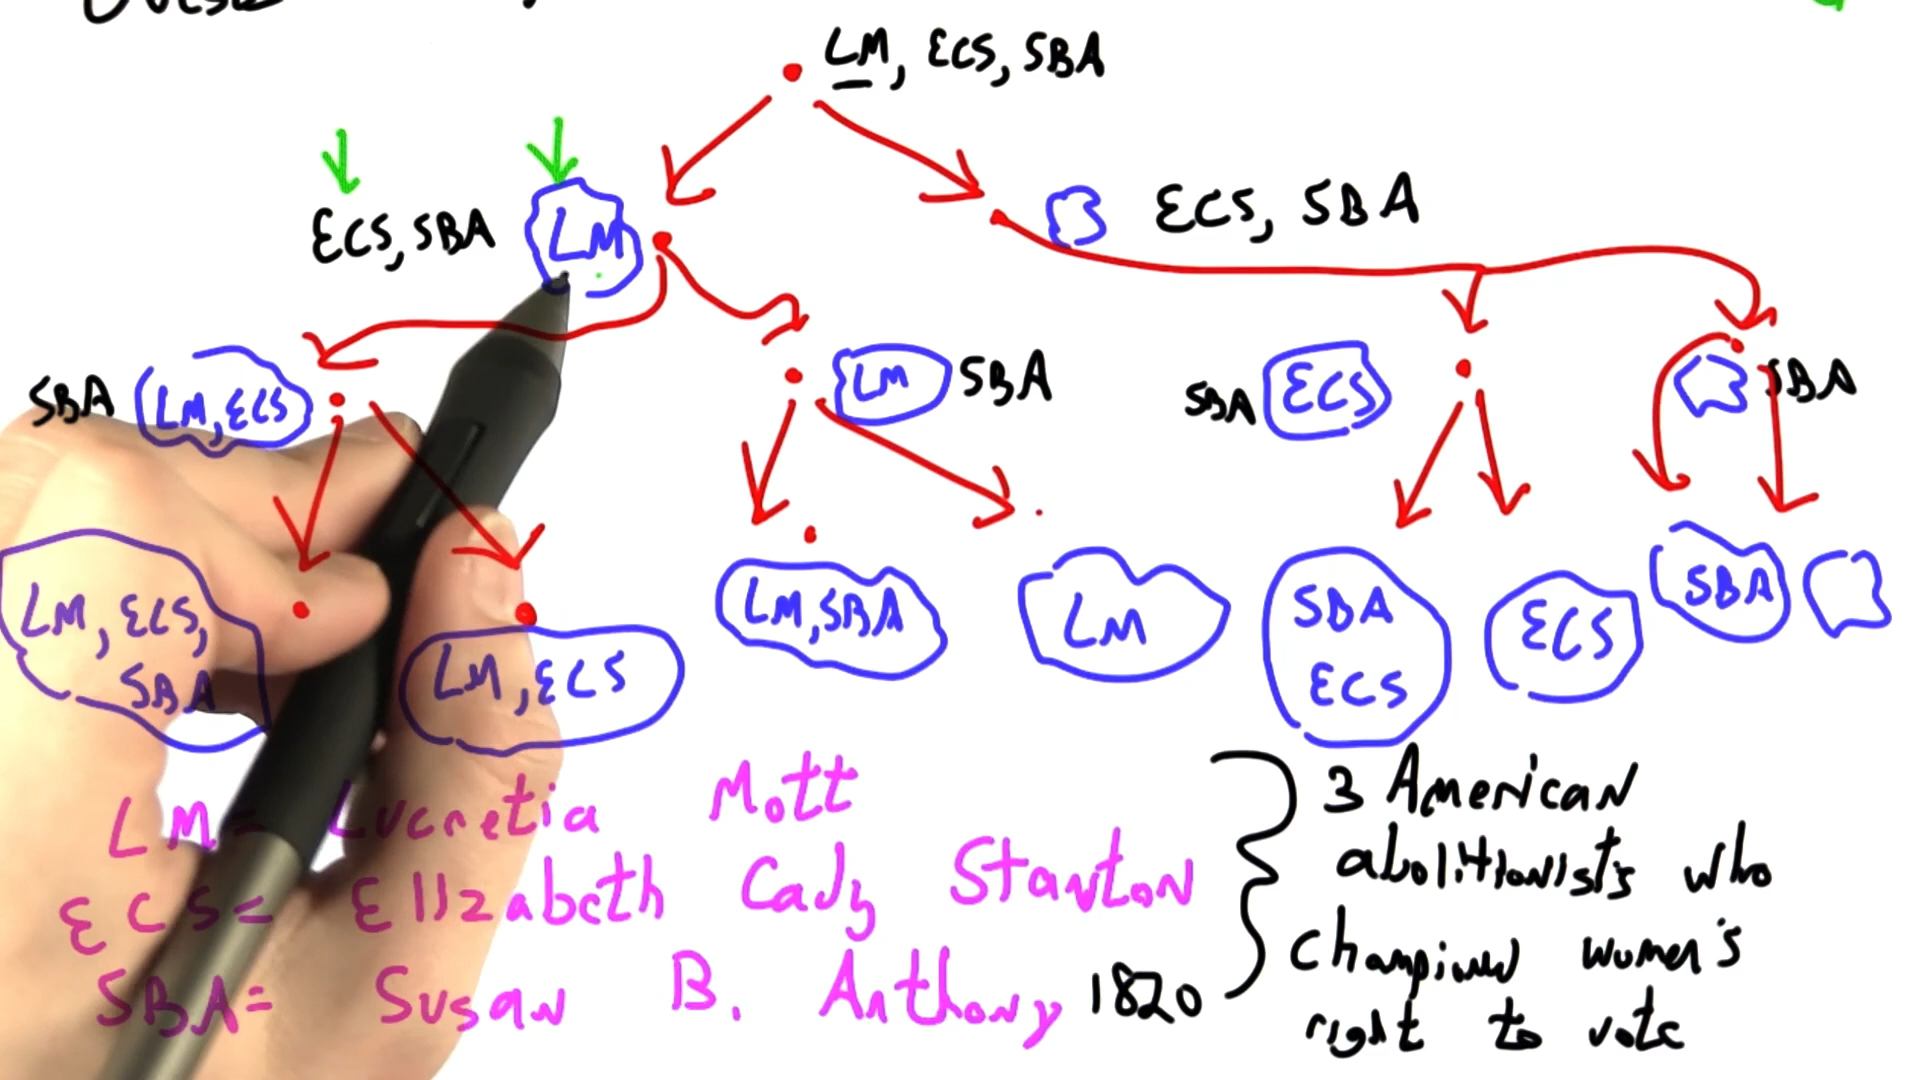 LM, ECS, SBA
ECS, SBA LM
ECS, SBA
SBA LM, ECS
LM SBA
SBA ECS
SBA
LM, ECS, SBA
LM, ECS
LM, SBA
LM
SBA ECS
ECS
SBA
LM= Lucretia Mott
ECS= Elizabeth Cady Stanton
SBA= Susan B. Anthony 1820
3 American
abolitionists who
championed women's
right to vote